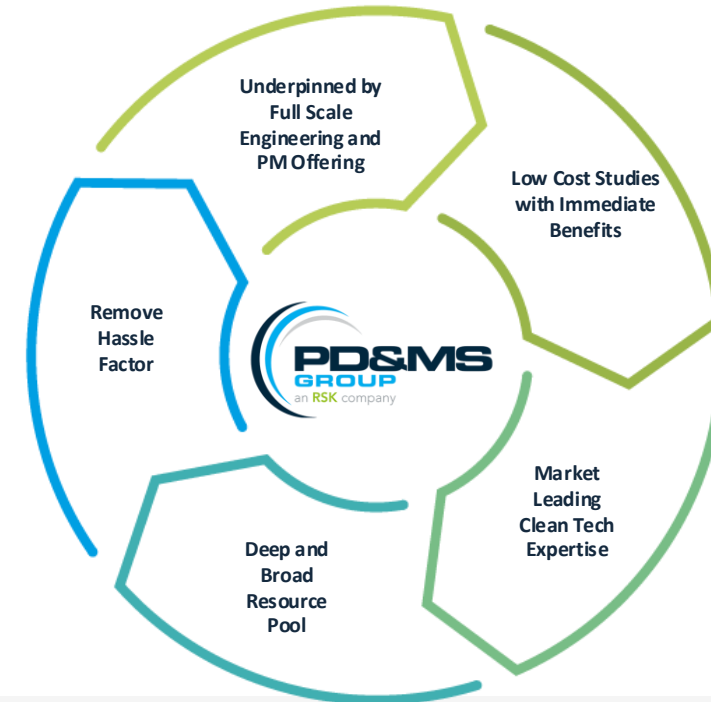 Underpinned by
Full Scale
Engineering and
PM Offering
Low Cost Studies
with Immediate
Benefits
Market
Leading
Clean Tech
Expertise
Deep and
Broad
Resource
Pool
Remove
Hassle
Factor
PD&MS
GROUP
an RSK company